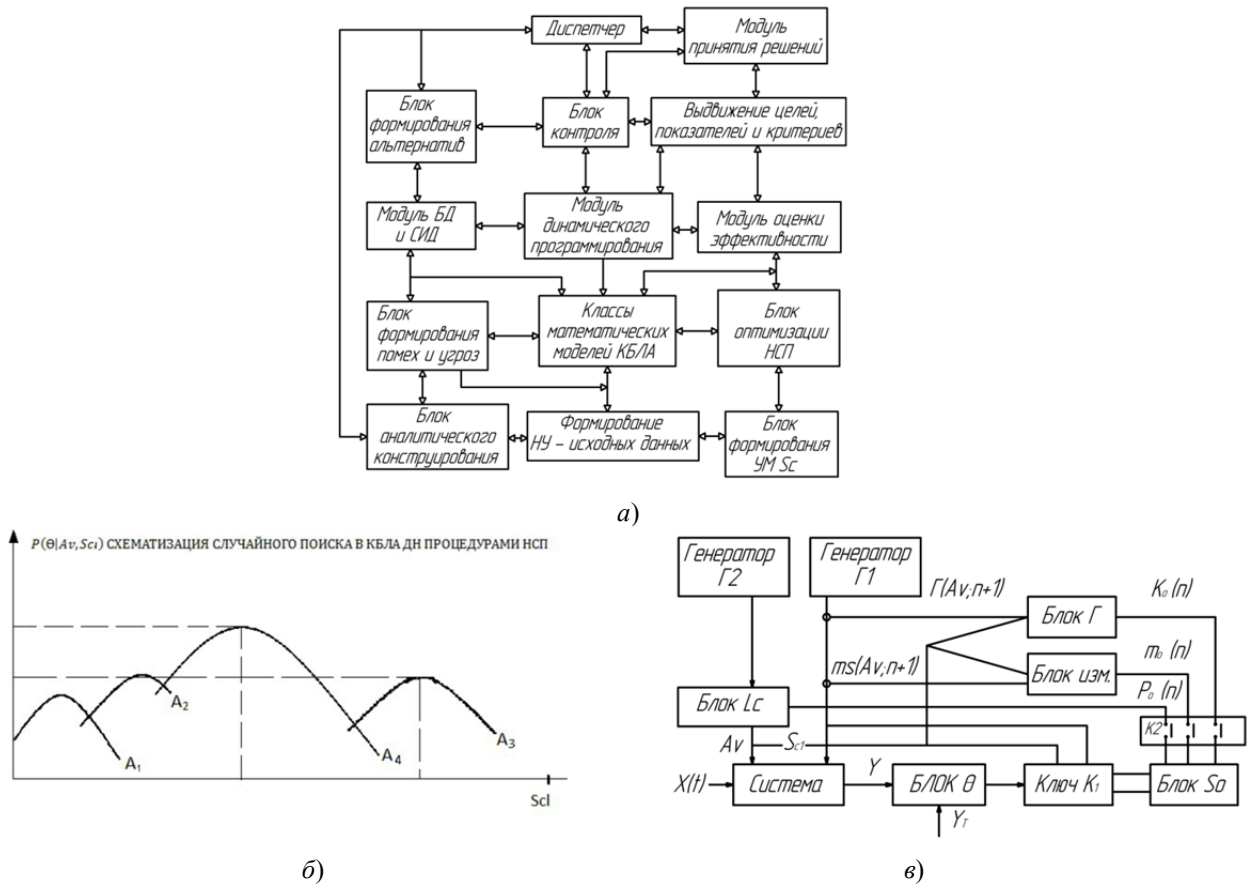 Диспетчер
Модуль
принятия решений
Блок
формирования
альтернатив
Блок
контроля
Выдвижение целей,
показателей и критериев
Модуль БД
и СИД
Модуль
динамического
программирования
Модуль оценки
эффективности
Блок
формирования
помех и угроз
Классы
математических
моделей КБЛА
Блок
оптимизации
НСП
Блок
аналитического
конструирования
Формирование
НУ – исходных данных
Блок
формирования
УМ Sc
а)
P(Θ|Av,Sci) СХЕМАТИЗАЦИЯ СЛУЧАЙНОГО ПОИСКА В КБЛА ДН ПРОЦЕДУРАМИ НСП
A1
A2
A4
A3
Scl
б)
Генератор
Г2
Генератор
Г1
Г(Av;n+1)
K0 (n)
Блок Г
ms(Av;n+1)
m0 (n)
Блок изм.
P0 (n)
Блок Lc
K2
Av
Sc1
X(t)
Система
Y
БЛОК Θ
Ключ K1
Блок So
YT
в)